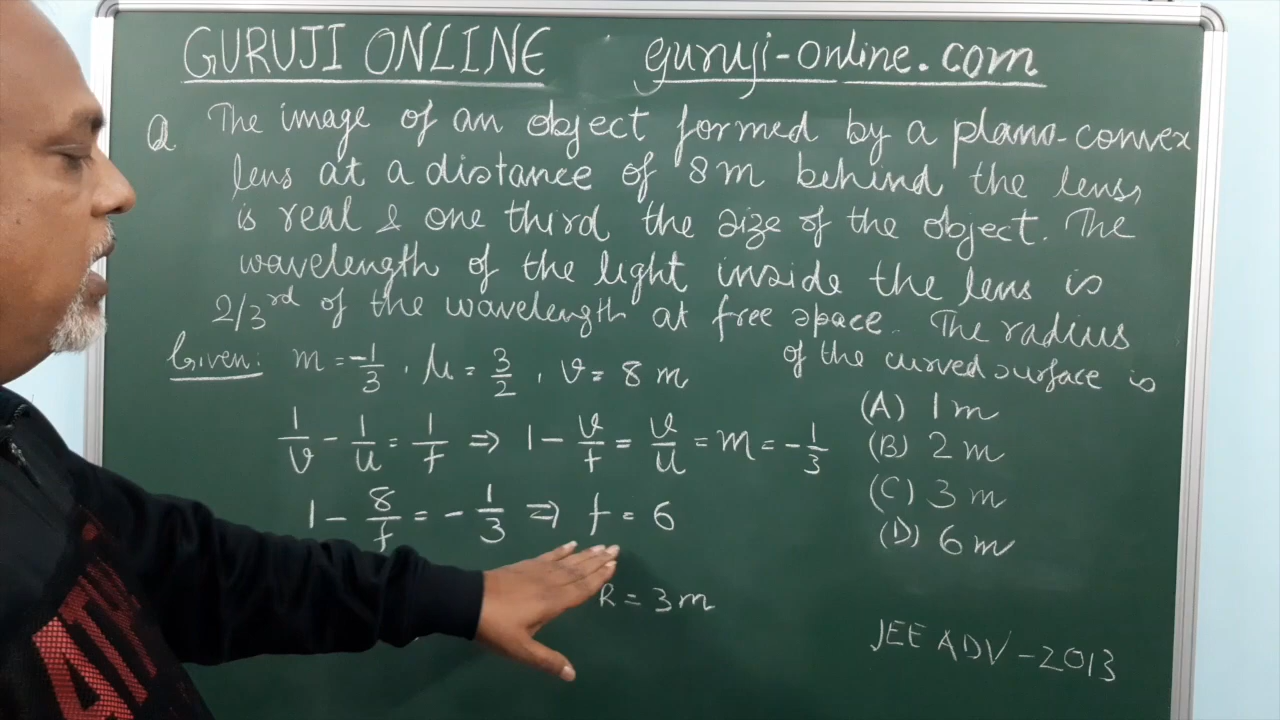 GURUJI ONLINE guruji-online.com
Q. The image of an object formed by a plano-convex
lens at a distance of 8m behind the lens,
is real & one third the size of the object. The
wavelength of the light inside the lens is
2/3rd of the wavelength at free space. The radius
of the curved surface is
Given: m = -1/3, μ = 3/2, v = 8 m
(A) 1m
1/v - 1/u = 1/f ⇒ 1 - v/f = v/u = m = -1/3
(B) 2 m
(C) 3 m
1 - 8/f = -1/3 ⇒ f = 6
(D) 6 m
R = 3 m
JEE ADV - 2013